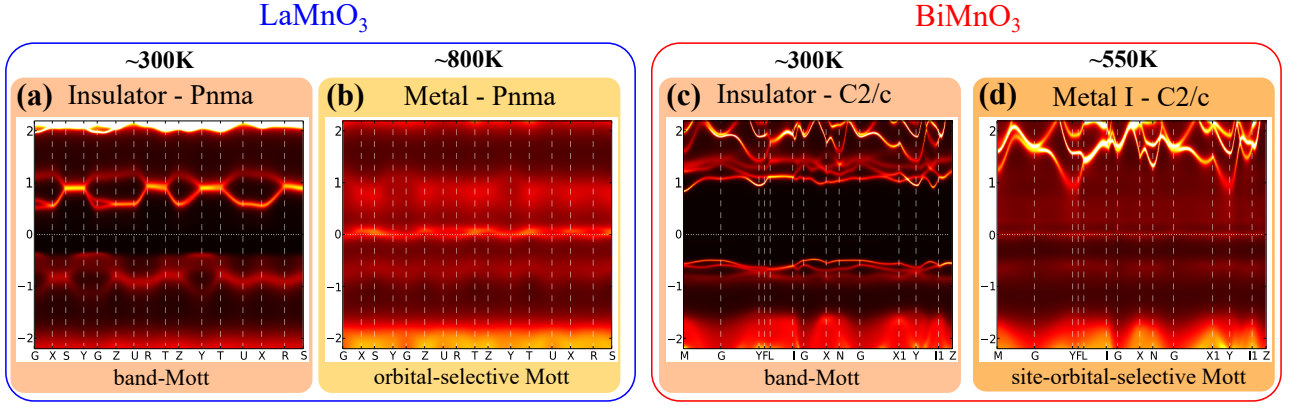 LaMnO₃
BiMnO₃
~300K
~800K
~300K
~550K
(a) Insulator - Pnma
(b) Metal - Pnma
(c) Insulator - C2/c
(d) Metal I - C2/c
2
1
0
−1
−2
G X S Y G Z U R T Z Y T U X R S
2
1
0
−1
−2
G X S Y G Z U R T Z Y T U X R S
2
1
0
−1
−2
M G Y F L I G X N G X1 Y I1 Z
2
1
0
−1
−2
M G Y F L I G X N G X1 Y I1 Z
band-Mott
orbital-selective Mott
band-Mott
site-orbital-selective Mott